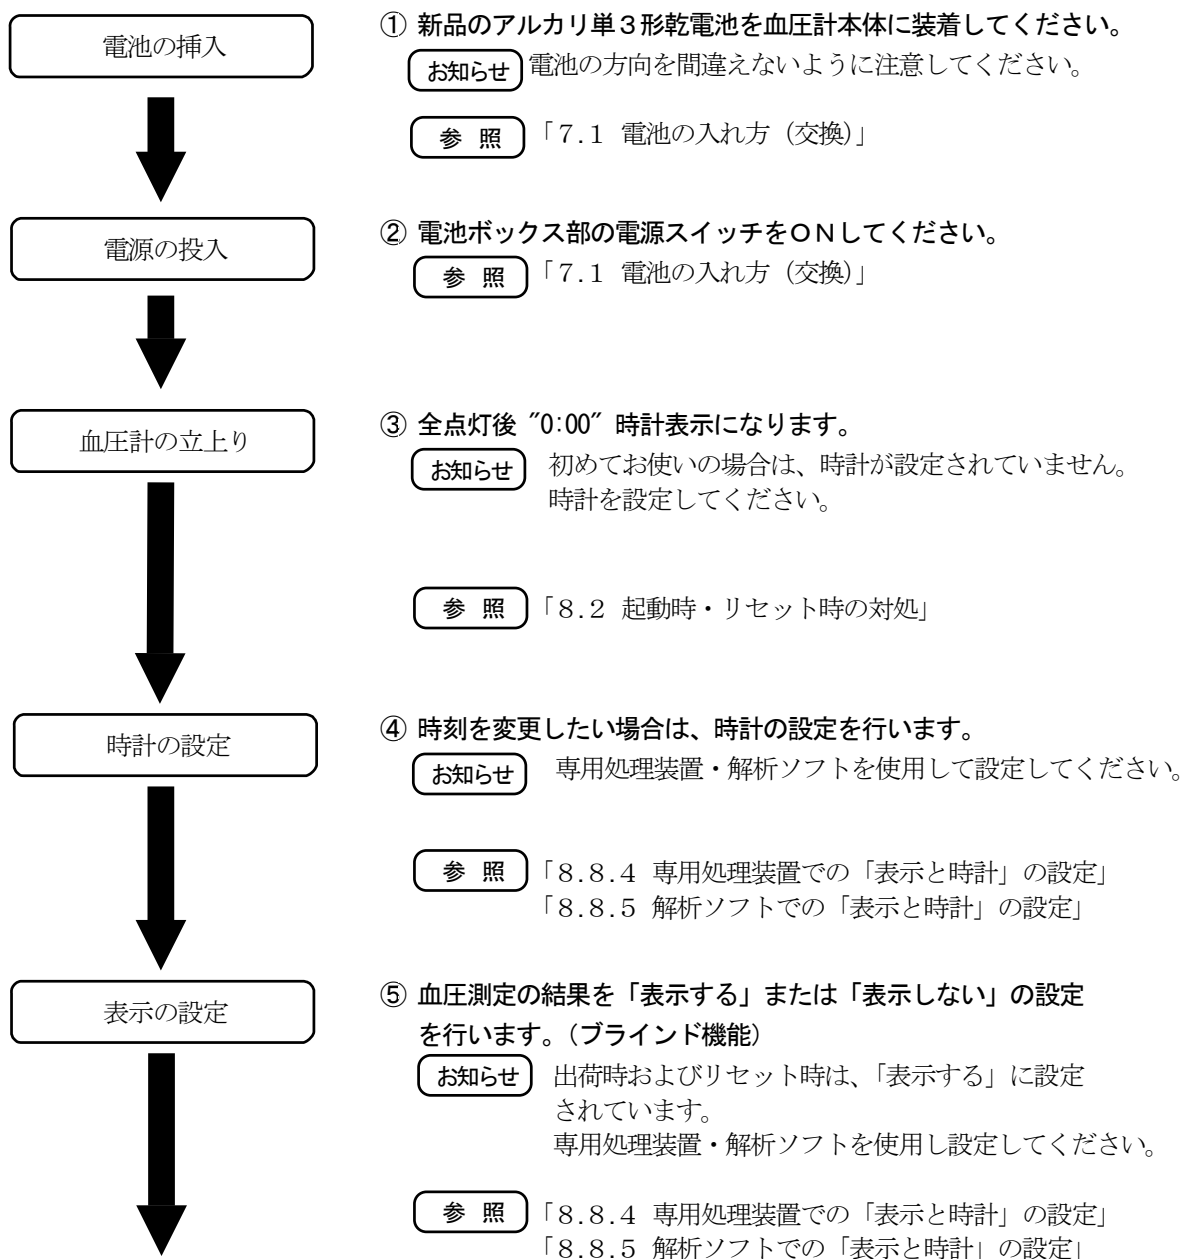 電池の挿入
① 新品のアルカリ単３形乾電池を血圧計本体に装着してください。
お知らせ 電池の方向を間違えないように注意してください。
参 照 「７.１ 電池の入れ方（交換）」
電源の投入
② 電池ボックス部の電源スイッチをＯＮしてください。
参 照 「７.１ 電池の入れ方（交換）」
血圧計の立上り
③ 全点灯後 "0:00" 時計表示になります。
お知らせ 初めてお使いの場合は、時計が設定されていません。
時計を設定してください。
参 照 「８.２ 起動時・リセット時の対処」
時計の設定
④ 時刻を変更したい場合は、時計の設定を行います。
お知らせ 専用処理装置・解析ソフトを使用して設定してください。
参 照 「８.８.４ 専用処理装置での「表示と時計」の設定」
「８.８.５ 解析ソフトでの「表示と時計」の設定」
表示の設定
⑤ 血圧測定の結果を「表示する」または「表示しない」の設定
を行います。（ブラインド機能）
お知らせ 出荷時およびリセット時は、「表示する」に設定
されています。
専用処理装置・解析ソフトを使用し設定してください。
参 照 「８.８.４ 専用処理装置での「表示と時計」の設定」
「８.８.５ 解析ソフトでの「表示と時計」の設定」